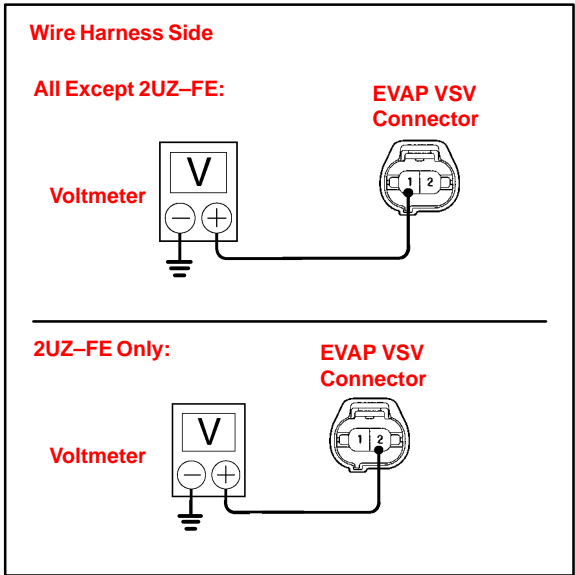 Wire Harness Side
All Except 2UZ–FE:
EVAP VSV
Connector
V
1 2
Voltmeter
− +
2UZ–FE Only:
EVAP VSV
Connector
V
1 2
Voltmeter
− +